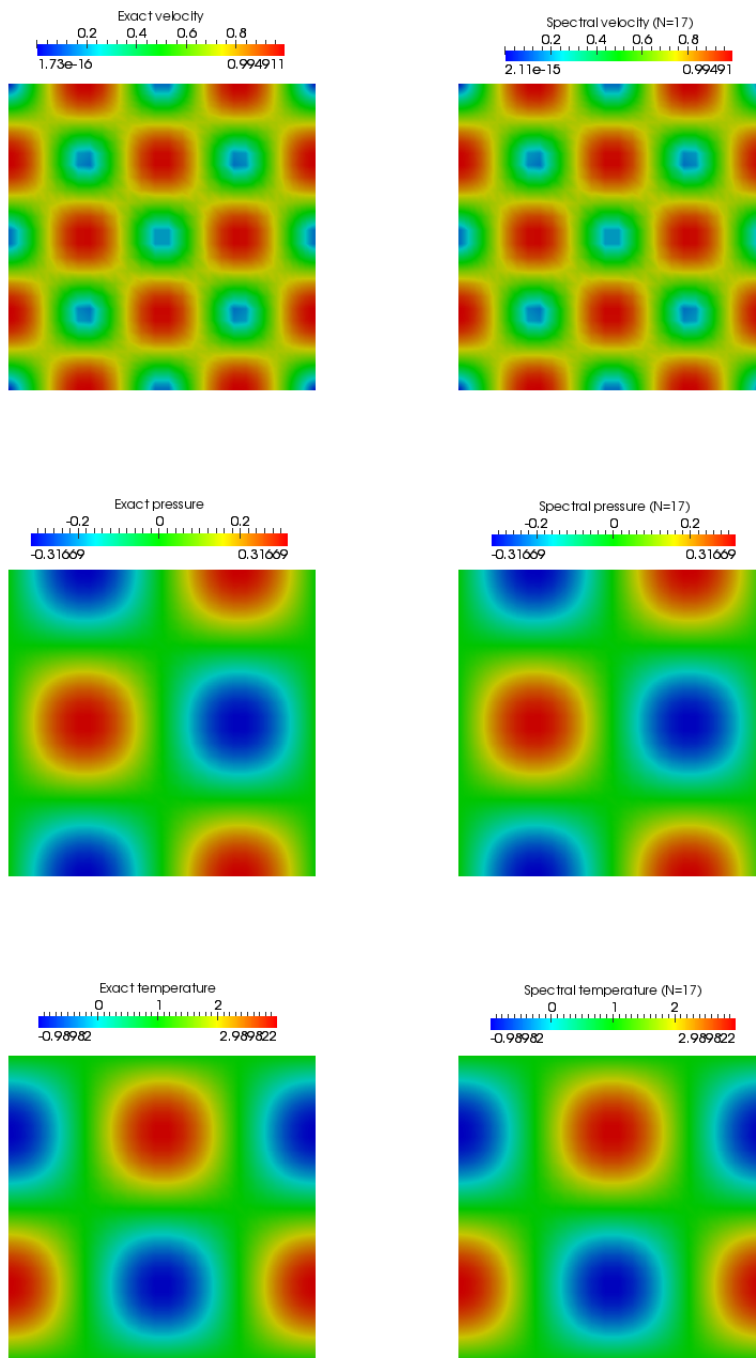 Exact velocity
0.2 0.4 0.6 0.8
1.73e-16 0.994911
Spectral velocity (N=17)
0.2 0.4 0.6 0.8
2.11e-15 0.99491
Exact pressure
-0.2 0 0.2
-0.31669 0.31669
Spectral pressure (N=17)
-0.2 0 0.2
-0.31669 0.31669
Exact temperature
0 1 2
-0.98982 2.989822
Spectral temperature (N=17)
0 1 2
-0.98982 2.989822